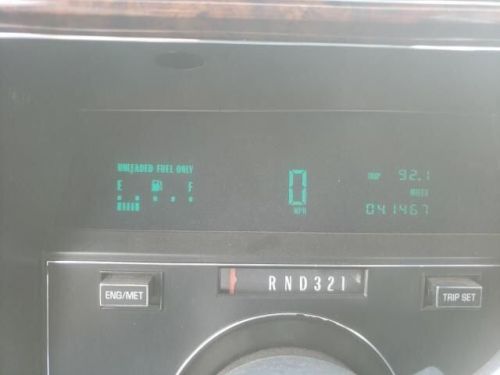 UNLEADED FUEL ONLY
E F
0
MPH
TRIP 92.1
MILES
041467
RND321
ENG/MET
TRIP SET